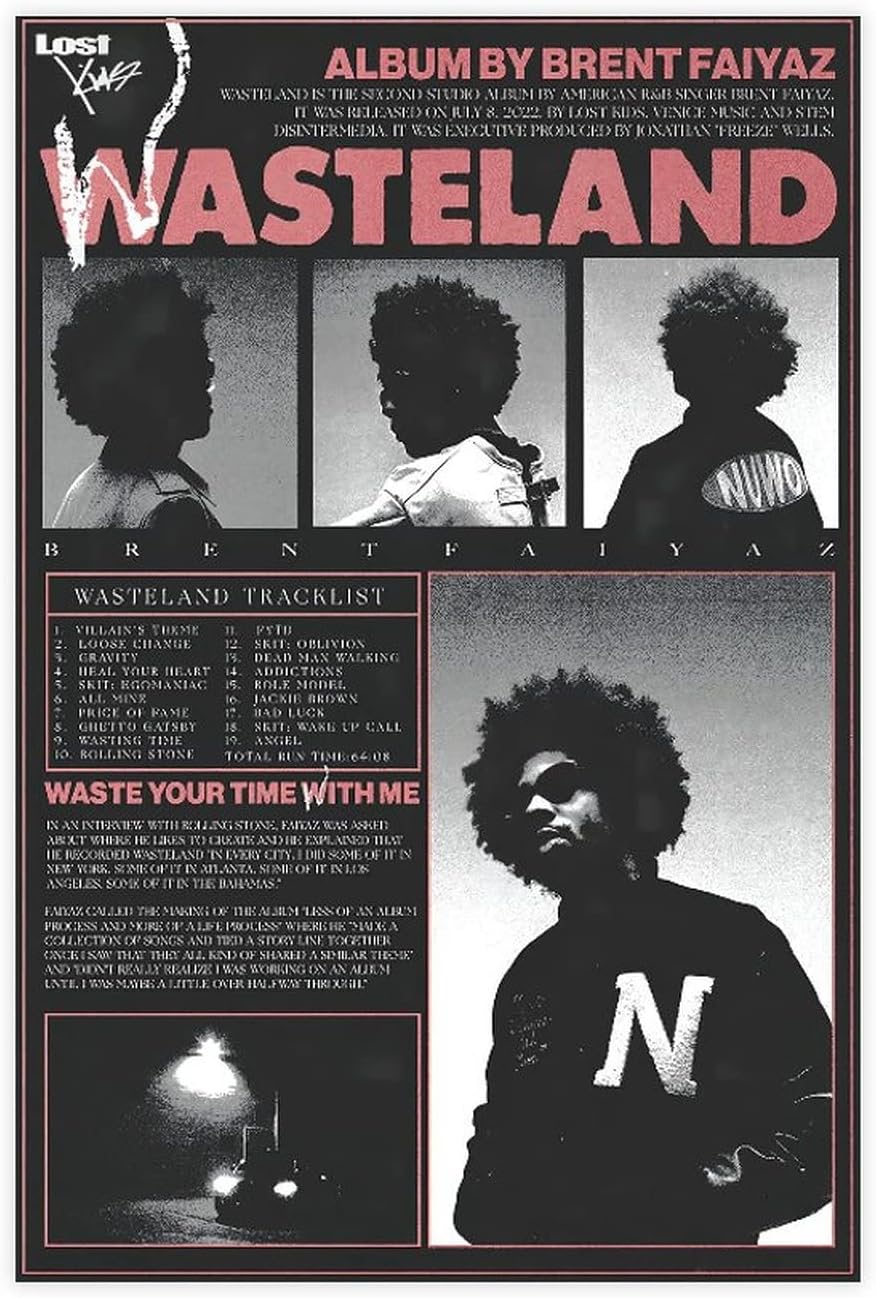 Lost
Kids
ALBUM BY BRENT FAIYAZ
WASTELAND IS THE SECOND STUDIO ALBUM BY AMERICAN R&B SINGER BRENT FAIYAZ.
IT WAS RELEASED ON JULY 8, 2022, BY LOST KIDS, VENICE MUSIC AND STEM
DISINTERMEDIA. IT WAS EXECUTIVE PRODUCED BY JONATHAN "FREEZE" WELLS.
WASTELAND
NUWO
BRENT FAIYAZ
WASTELAND TRACKLIST
1. VILLAIN'S THEME
2. LOOSE CHANGE
3. GRAVITY
4. HEAL YOUR HEART
5. SKIT: EGOMANIAC
6. ALL MINE
7. PRICE OF FAME
8. GHETTO GATSBY
9. WASTING TIME
10. ROLLING STONE
11. FYTB
12. SKIT: OBLIVION
13. DEAD MAN WALKING
14. ADDICTIONS
15. ROLE MODEL
16. JACKIE BROWN
17. BAD LUCK
18. SKIT: WAKE UP CALL
19. ANGEL
TOTAL RUN TIME:64:08
WASTE YOUR TIME WITH ME
IN AN INTERVIEW WITH ROLLING STONE, FAIYAZ WAS ASKED
ABOUT WHERE HE LIKES TO CREATE AND HE EXPLAINED THAT
HE RECORDED WASTELAND "IN EVERY CITY. I DID SOME OF IT IN
NEW YORK. SOME OF IT IN ATLANTA. SOME OF IT IN LOS
ANGELES. SOME OF IT IN THE BAHAMAS."
FAIYAZ CALLED THE MAKING OF THE ALBUM "LESS OF AN ALBUM
PROCESS AND MORE OF A LIFE PROCESS" WHERE HE "MADE A
COLLECTION OF SONGS AND TIED A STORY LINE TOGETHER
ONCE I SAW THAT THEY ALL KIND OF SHARED A SIMILAR THEME"
AND "DIDN'T REALLY REALIZE I WAS WORKING ON AN ALBUM
UNTIL I WAS MAYBE A LITTLE OVER HALFWAY THROUGH."
N